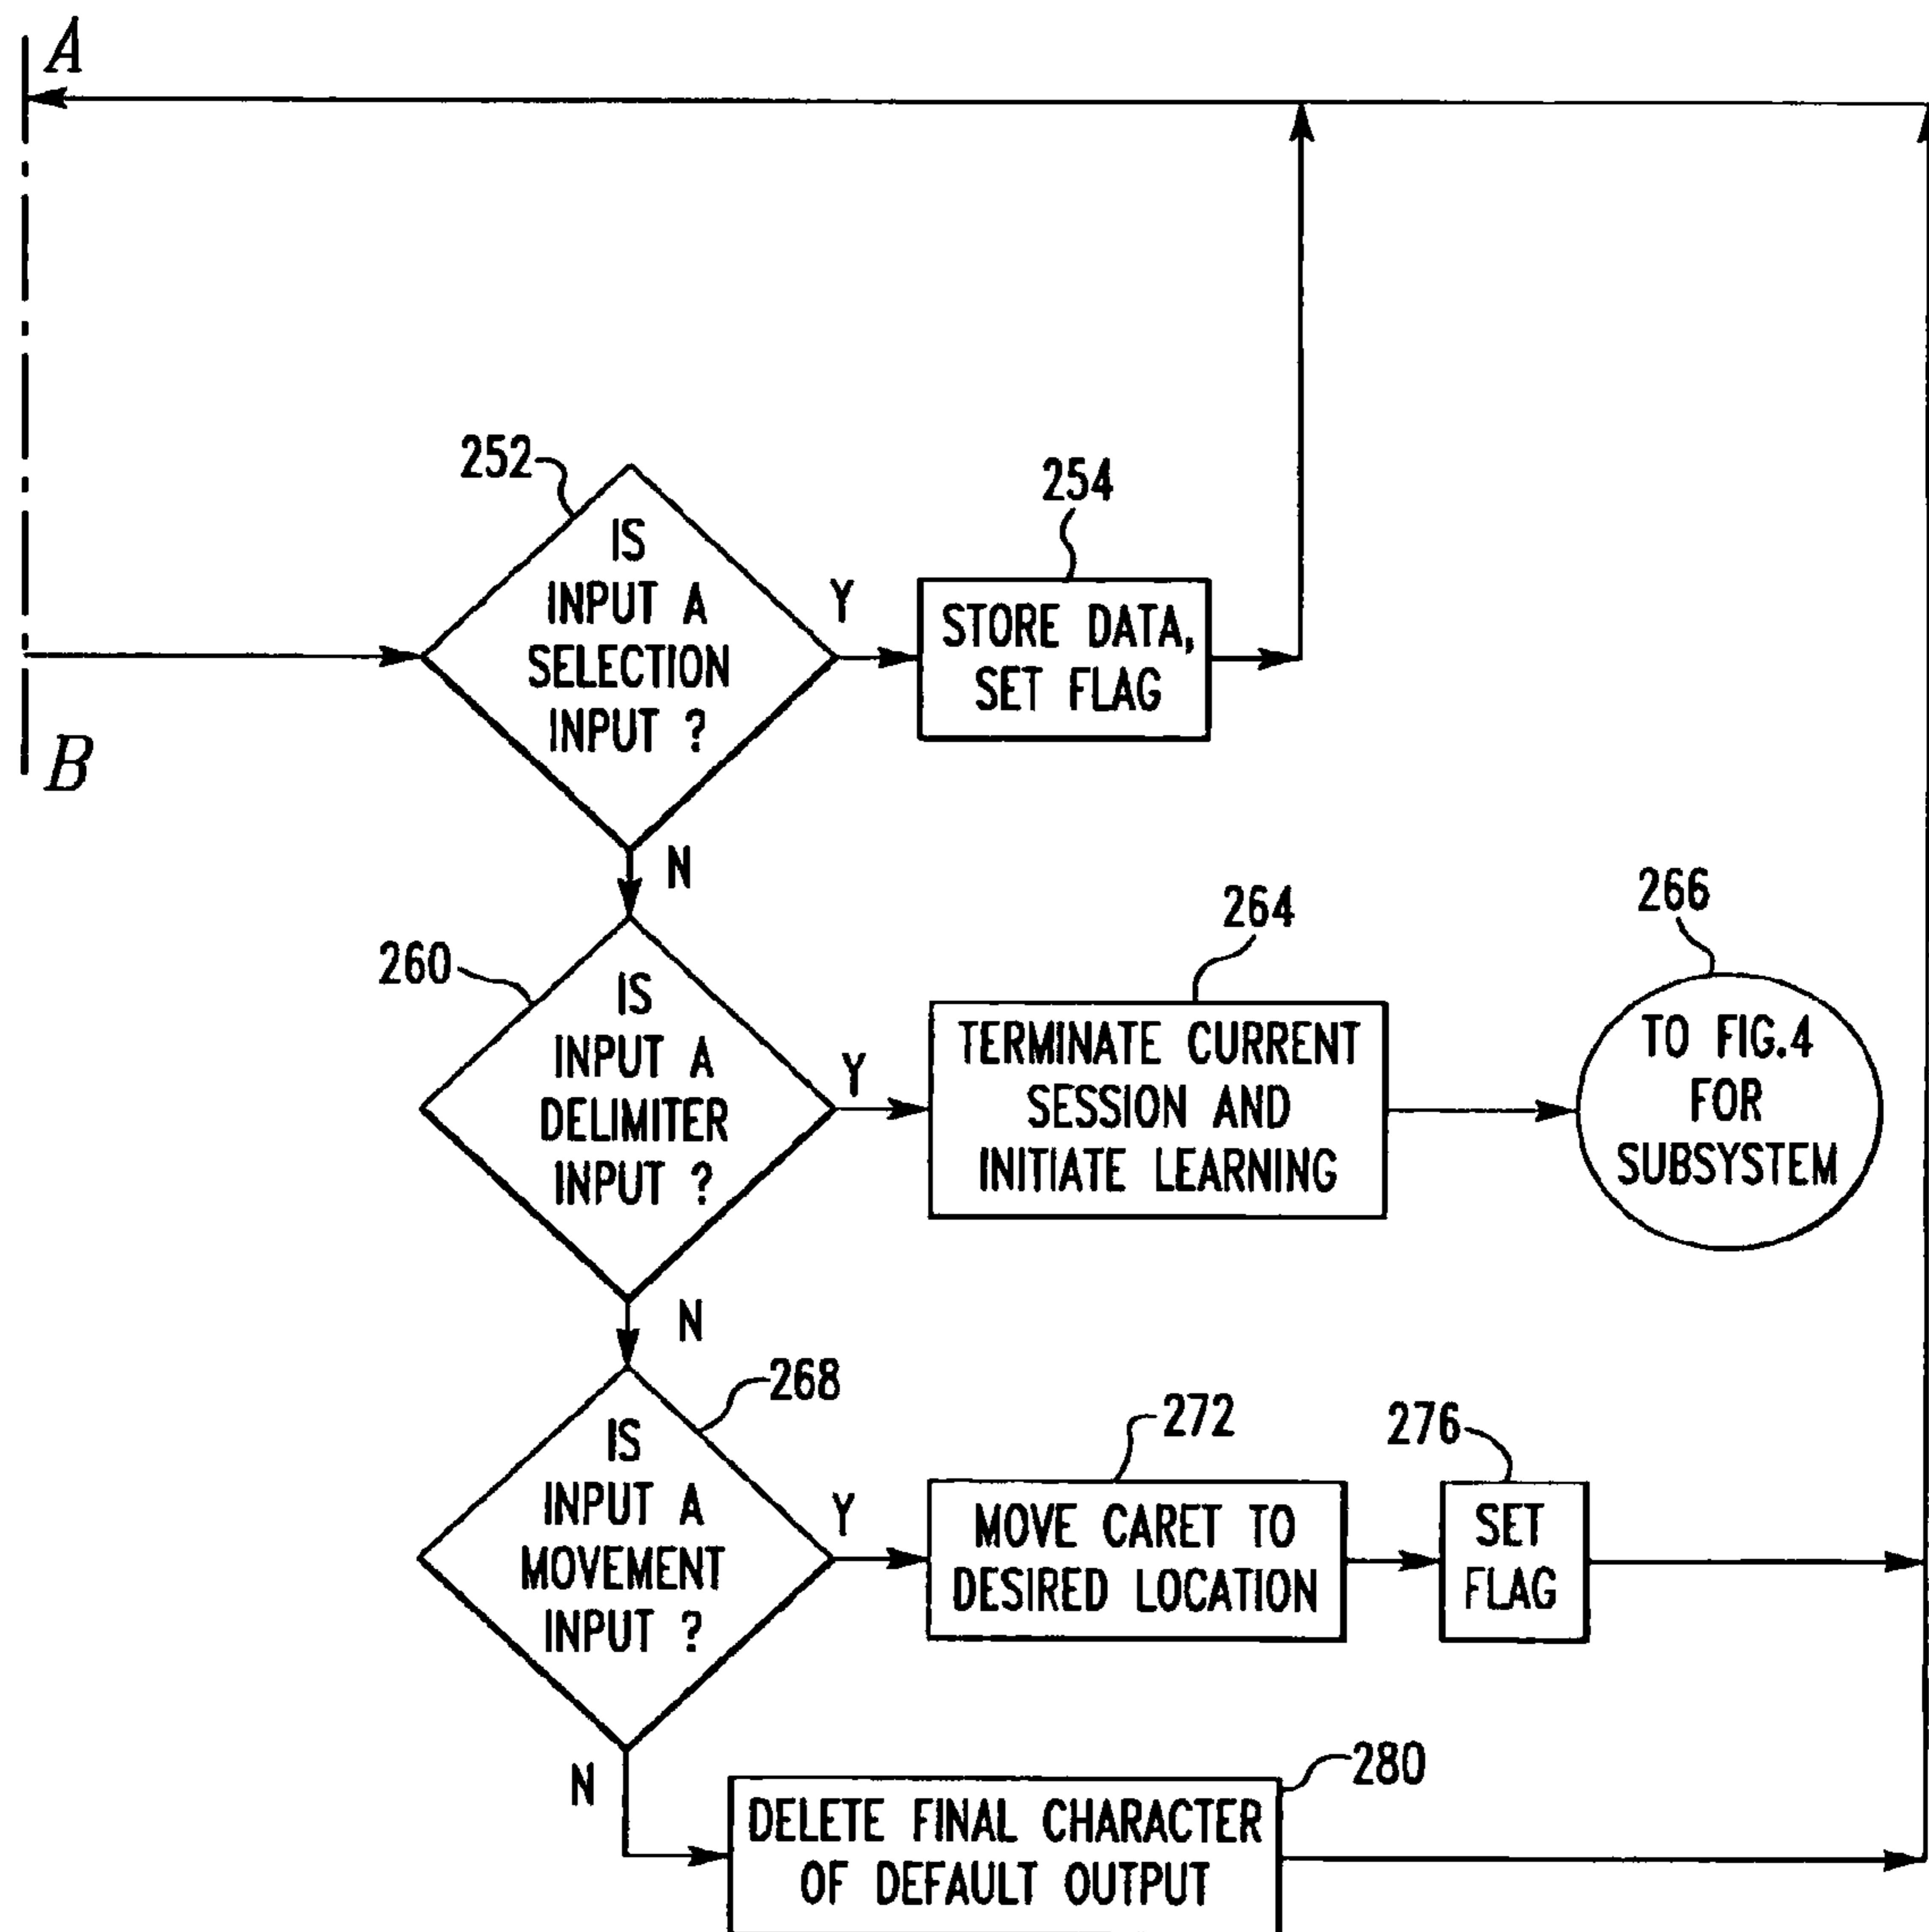 A
252
254
IS
INPUT A
SELECTION
INPUT ?
Y
STORE DATA,
SET FLAG
B
N
260
264
266
IS
INPUT A
DELIMITER
INPUT ?
Y
TERMINATE CURRENT
SESSION AND
INITIATE LEARNING
TO FIG.4
FOR
SUBSYSTEM
N
268
272
276
IS
INPUT A
MOVEMENT
INPUT ?
Y
MOVE CARET TO
DESIRED LOCATION
SET
FLAG
N
280
DELETE FINAL CHARACTER
OF DEFAULT OUTPUT